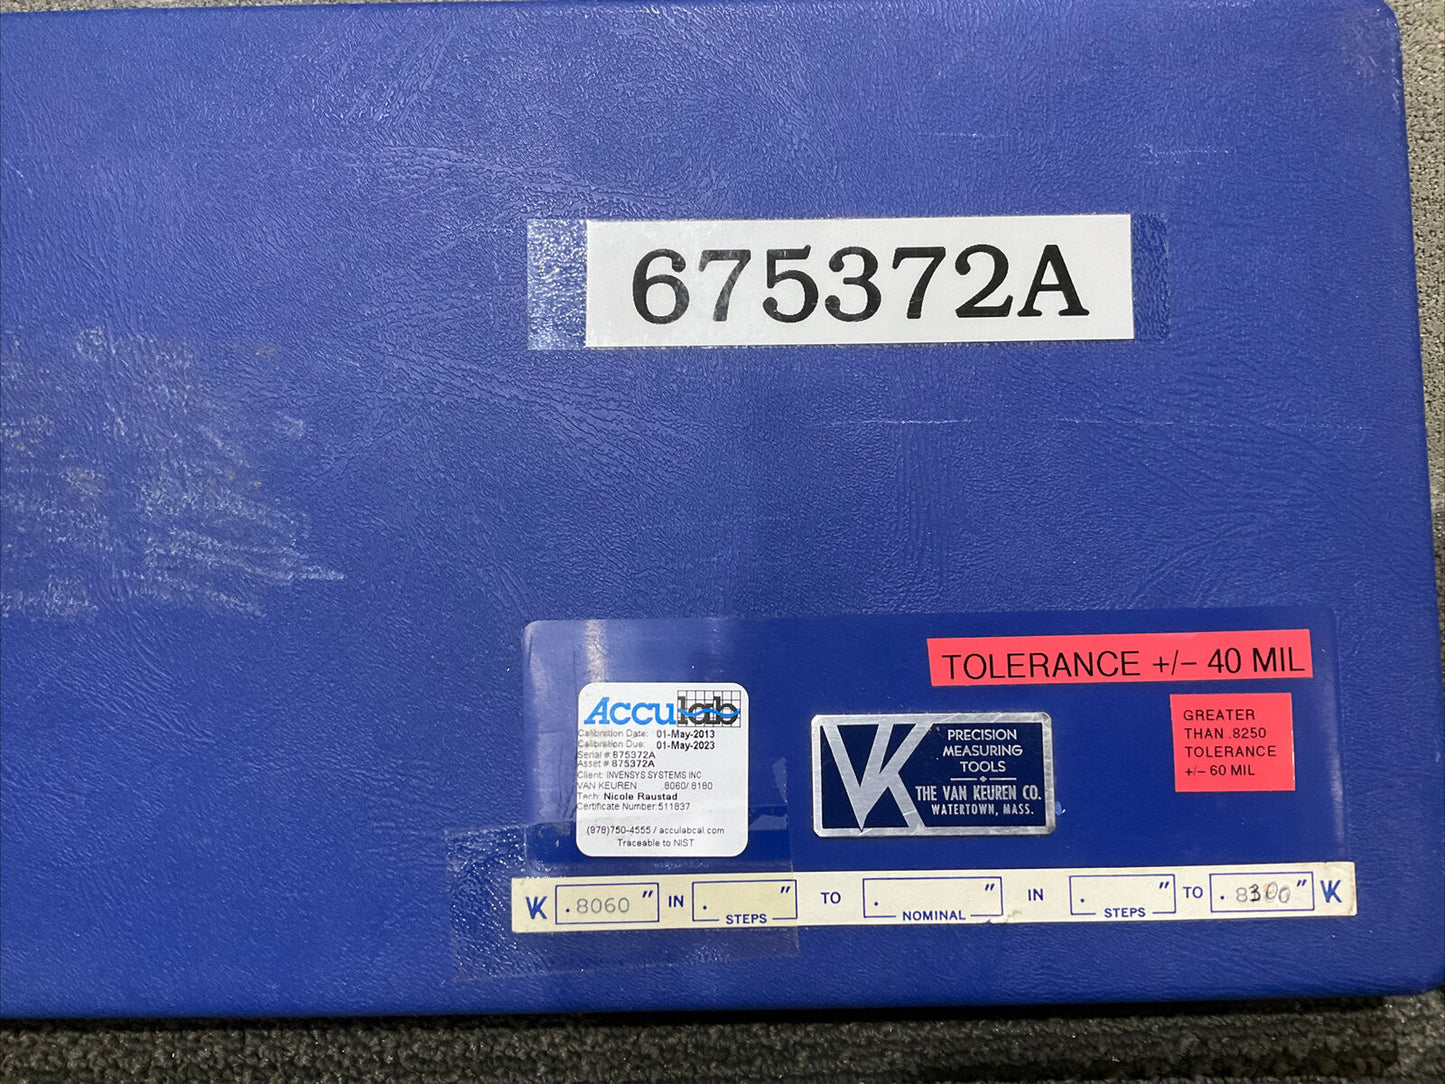 675372A
TOLERANCE +/- 40 MIL
GREATER
THAN .8250
TOLERANCE
+/- 60 MIL
Acculab
Calibration Date: 01-May-2013
Calibration Due: 01-May-2023
Serial #:675372A
Asset #:675372A
Client: INVENSYS SYSTEMS INC
VAN KEUREN .8060/.8180
Tech: Nicole Raustad
Certificate Number:511837
(978)750-4555 / acculabcal.com
Traceable to NIST
VK
PRECISION
MEASURING
TOOLS
THE VAN KEUREN CO.
WATERTOWN, MASS.
VK .8060 " IN . " STEPS TO . " NOMINAL IN . " STEPS TO .8300" VK